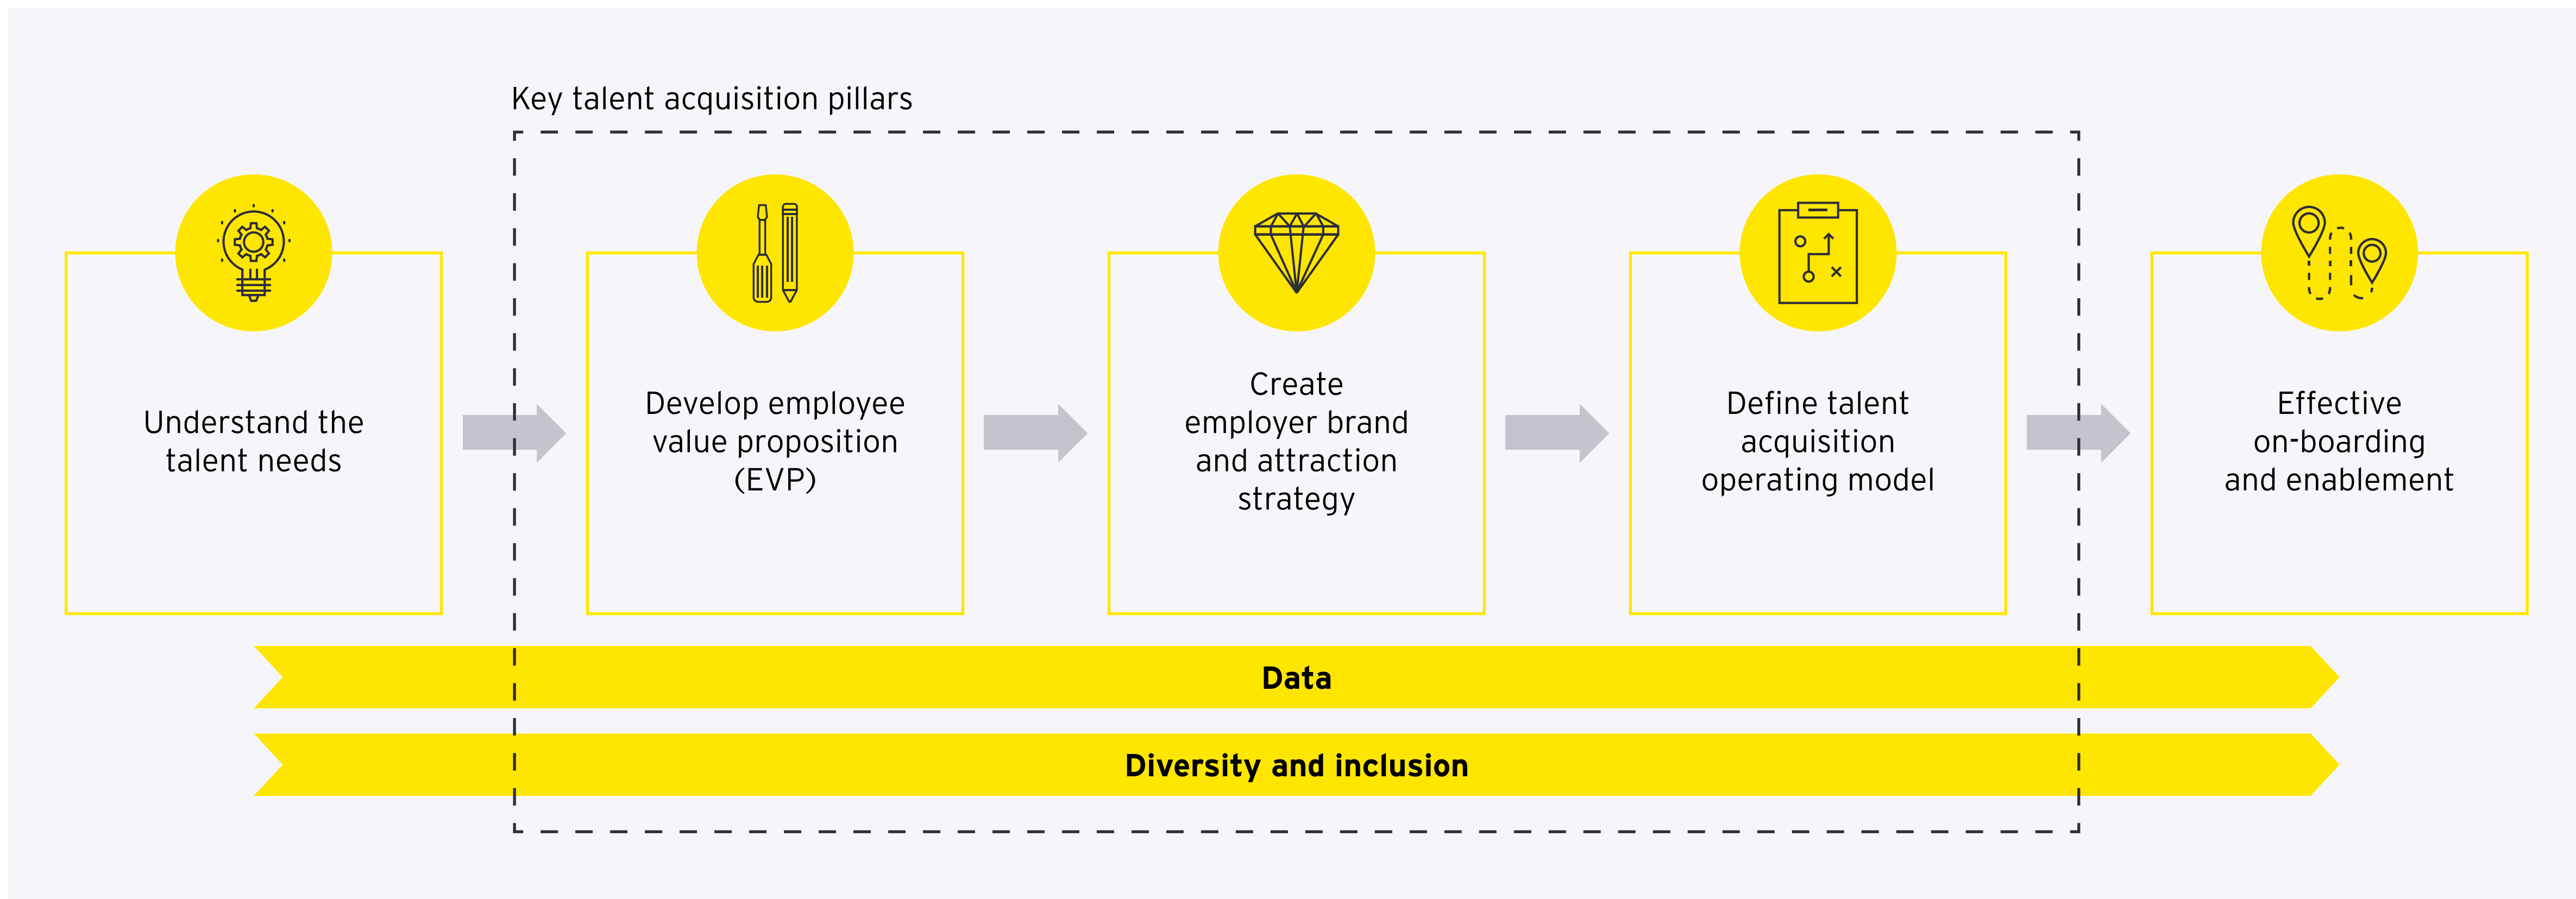 Key talent acquisition pillars
Understand the
talent needs
Develop employee
value proposition
(EVP)
Create
employer brand
and attraction
strategy
Define talent
acquisition
operating model
Effective
on-boarding
and enablement
Data
Diversity and inclusion